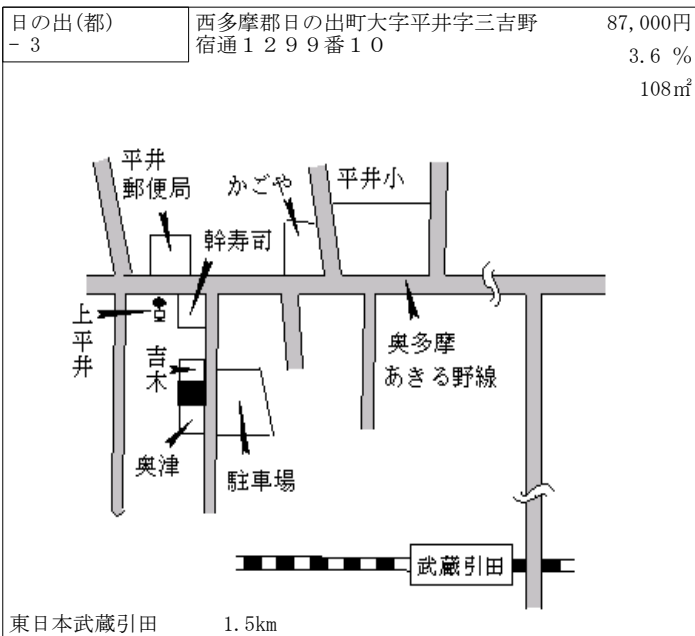 日の出(都)
- 3
西多摩郡日の出町大字平井字三吉野
宿通1299番10
87,000円
3.6 %
108㎡
平井
郵便局
かごや
平井小
幹寿司
上平井
吉木
奥多摩
あきる野線
奥津
駐車場
武蔵引田
東日本武蔵引田 1.5km